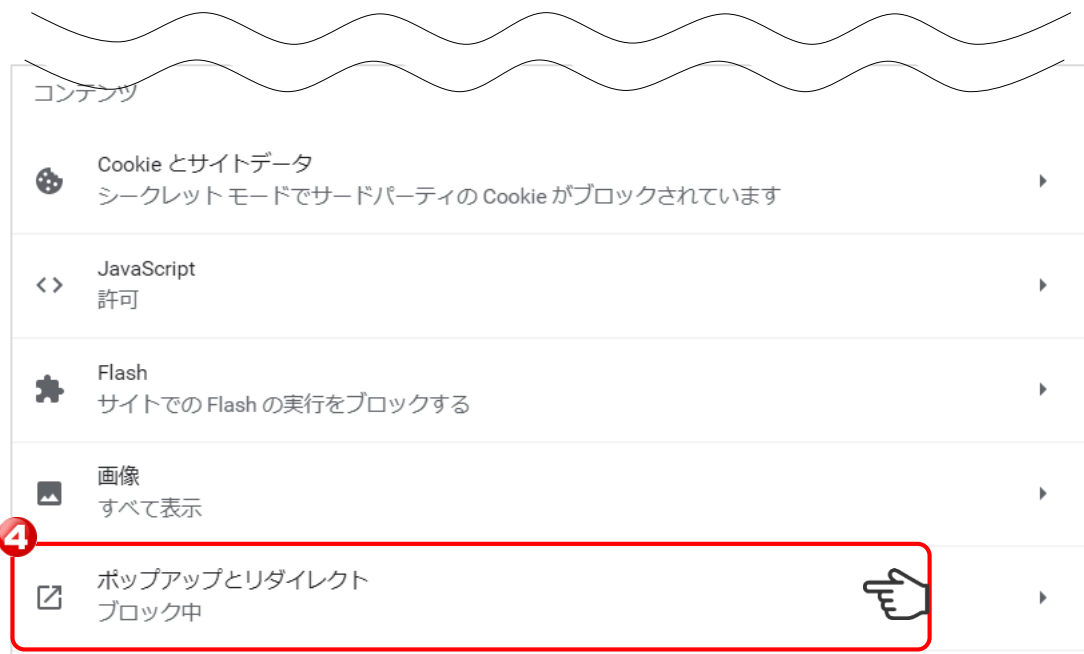 コンテンツ
Cookie とサイトデータ
シークレット モードでサードパーティの Cookie がブロックされています
JavaScript
許可
Flash
サイトでの Flash の実行をブロックする
画像
すべて表示
4
ポップアップとリダイレクト
ブロック中